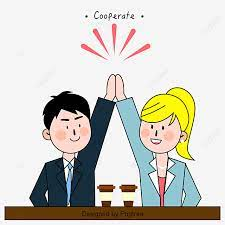 • Cooperate •
Designed by Pngtree